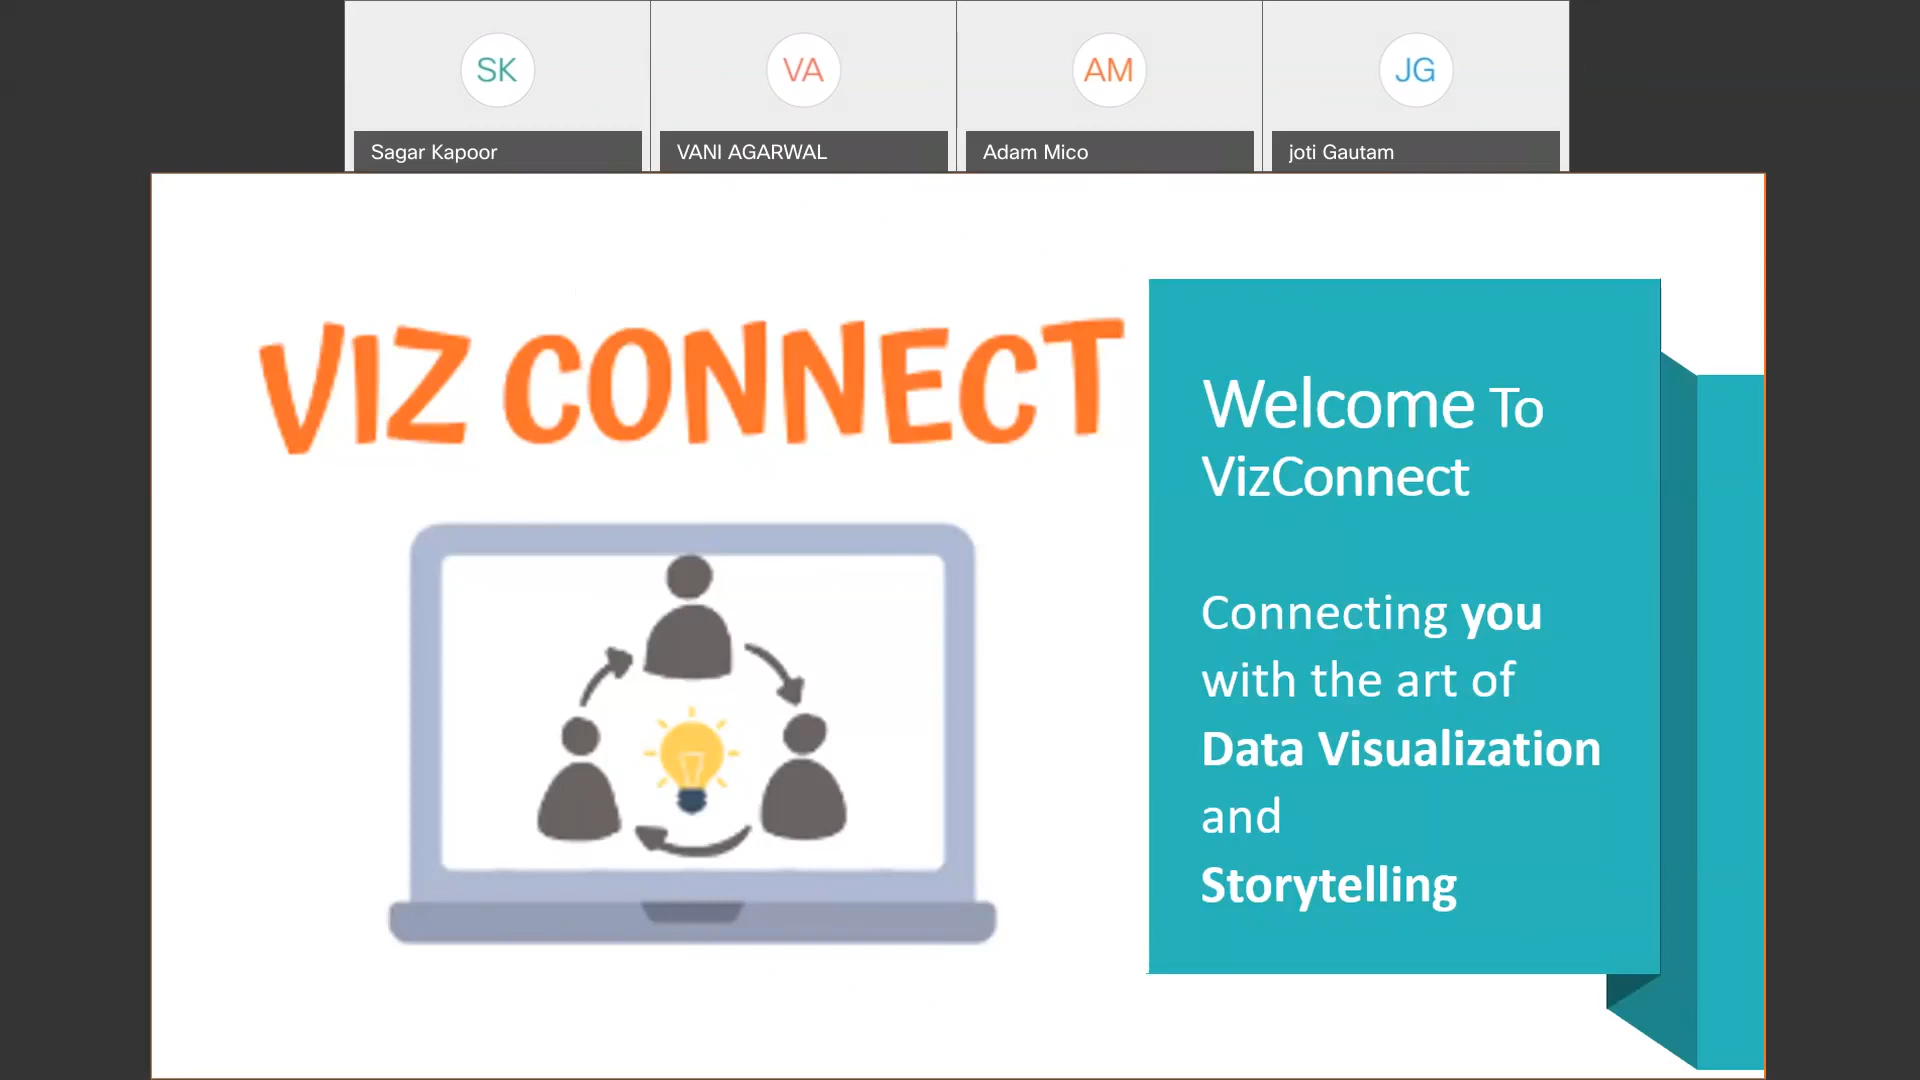 SK
VA
AM
JG
Sagar Kapoor
VANI AGARWAL
Adam Mico
joti Gautam
VIZ CONNECT
Welcome To
VizConnect
Connecting you
with the art of
Data Visualization
and
Storytelling